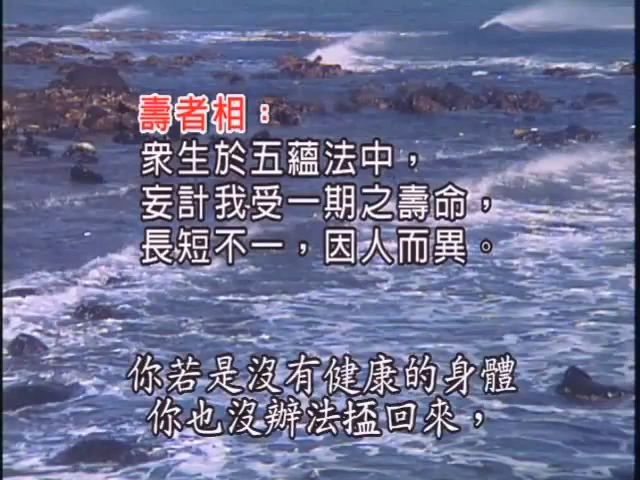 壽者相：
衆生於五蘊法中，
妄計我受一期之壽命，
長短不一，因人而異。
你若是沒有健康的身體
你也沒辦法掹回來，